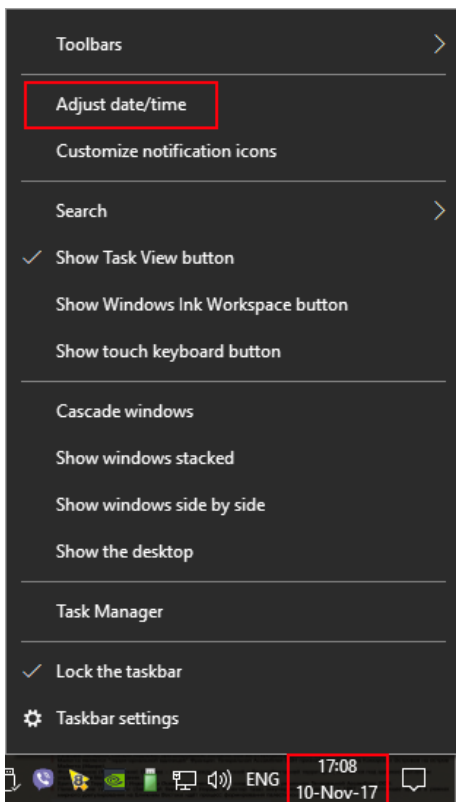 Toolbars
Adjust date/time
Customize notification icons
Search
Show Task View button
Show Windows Ink Workspace button
Show touch keyboard button
Cascade windows
Show windows stacked
Show windows side by side
Show the desktop
Task Manager
Lock the taskbar
Taskbar settings
17:08
ENG
10-Nov-17